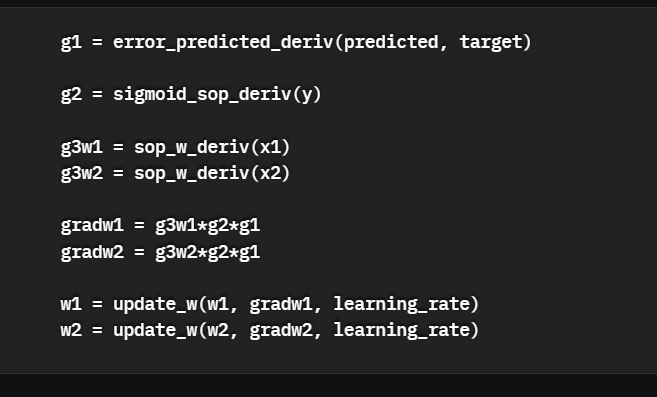 g1 = error_predicted_deriv(predicted, target)
g2 = sigmoid_sop_deriv(y)
g3w1 = sop_w_deriv(x1)
g3w2 = sop_w_deriv(x2)
gradw1 = g3w1*g2*g1
gradw2 = g3w2*g2*g1
w1 = update_w(w1, gradw1, learning_rate)
w2 = update_w(w2, gradw2, learning_rate)